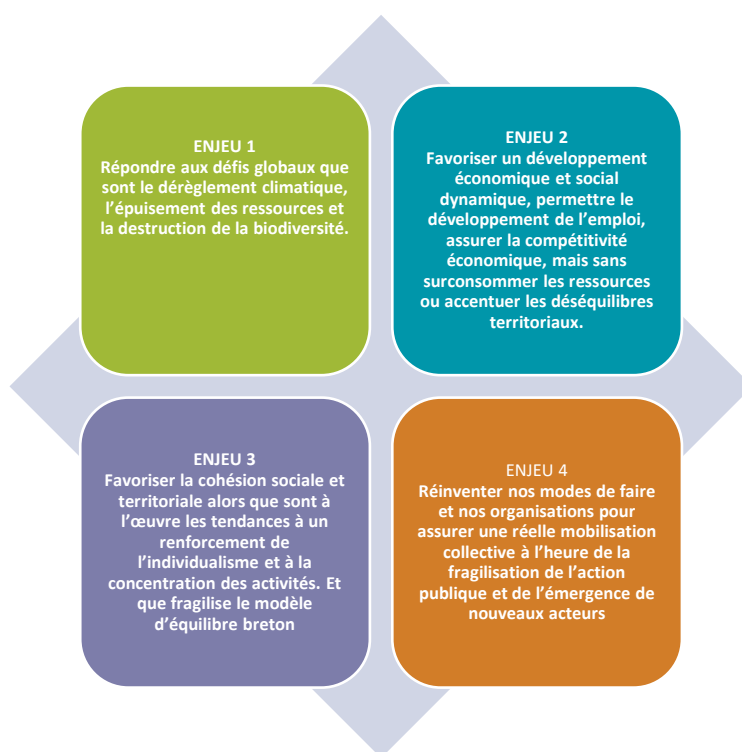 ENJEU 1
Répondre aux défis globaux que
sont le dérèglement climatique,
l’épuisement des ressources et
la destruction de la biodiversité.
ENJEU 2
Favoriser un développement
économique et social
dynamique, permettre le
développement de l’emploi,
assurer la compétitivité
économique, mais sans
surconsommer les ressources
ou accentuer les déséquilibres
territoriaux.
ENJEU 3
Favoriser la cohésion sociale et
territoriale alors que sont à
l’œuvre les tendances à un
renforcement de
l’individualisme et à la
concentration des activités. Et
que fragilise le modèle
d’équilibre breton
ENJEU 4
Réinventer nos modes de faire
et nos organisations pour
assurer une réelle mobilisation
collective à l’heure de la
fragilisation de l’action
publique et de l’émergence de
nouveaux acteurs